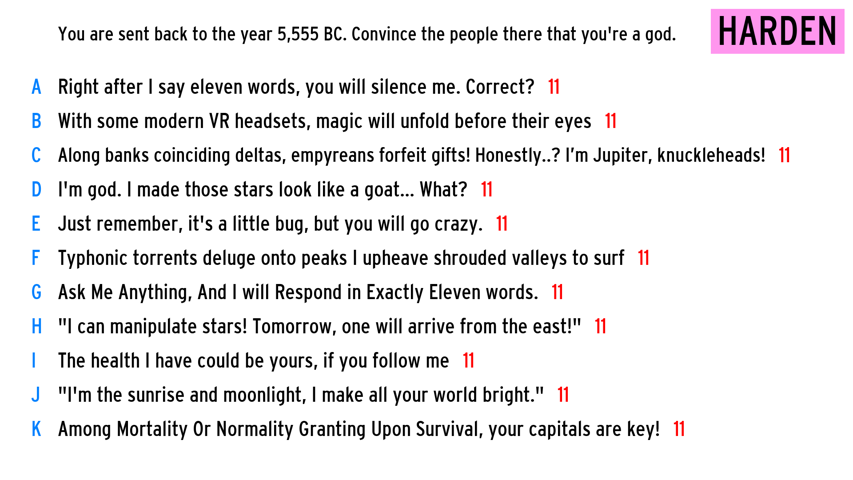 You are sent back to the year 5,555 BC. Convince the people there that you're a god.
HARDEN
A Right after I say eleven words, you will silence me. Correct? 11
B With some modern VR headsets, magic will unfold before their eyes 11
C Along banks coinciding deltas, empyreans forfeit gifts! Honestly..? I'm Jupiter, knuckleheads! 11
D I'm god. I made those stars look like a goat... What? 11
E Just remember, it's a little bug, but you will go crazy. 11
F Typhonic torrents deluge onto peaks I upheave shrouded valleys to surf 11
G Ask Me Anything, And I will Respond in Exactly Eleven words. 11
H "I can manipulate stars! Tomorrow, one will arrive from the east!" 11
I The health I have could be yours, if you follow me 11
J "I'm the sunrise and moonlight, I make all your world bright." 11
K Among Mortality Or Normality Granting Upon Survival, your capitals are key! 11